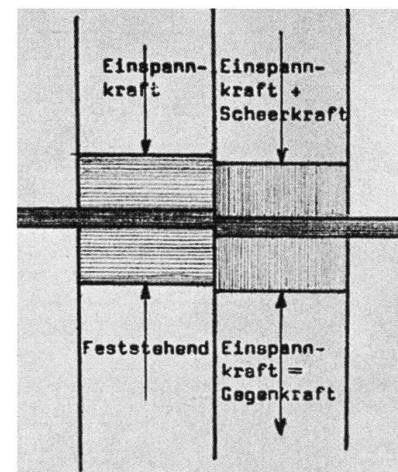 Einspann-
kraft
Einspann-
kraft +
Scheerkraft
Feststehend
Einspann-
kraft =
Gegenkraft